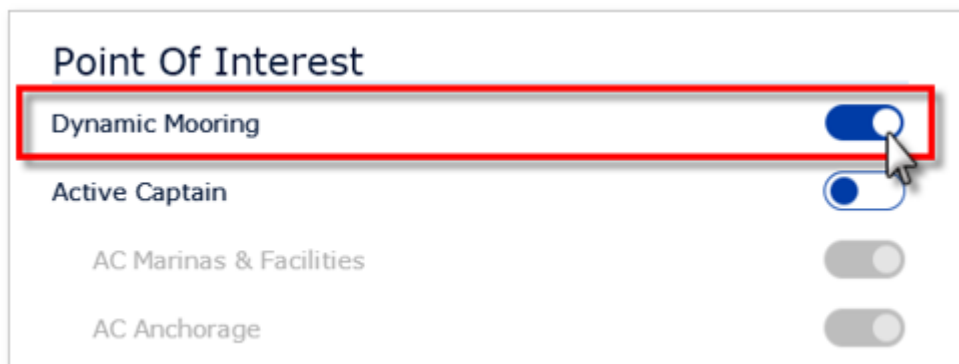 Point Of Interest
Dynamic Mooring
Active Captain
AC Marinas & Facilities
AC Anchorage